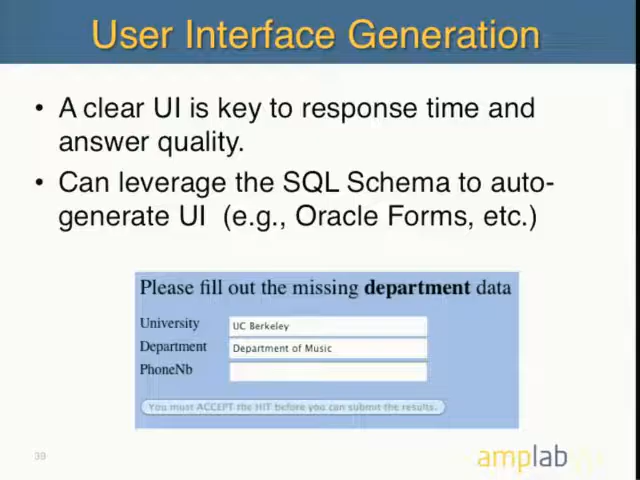 User Interface Generation
• A clear UI is key to response time and
answer quality.
• Can leverage the SQL Schema to auto-
generate UI (e.g., Oracle Forms, etc.)
Please fill out the missing department data
University UC Berkeley
Department Department of Music
PhoneNb
You must ACCEPT the HIT before you can submit the results.
39
amplab